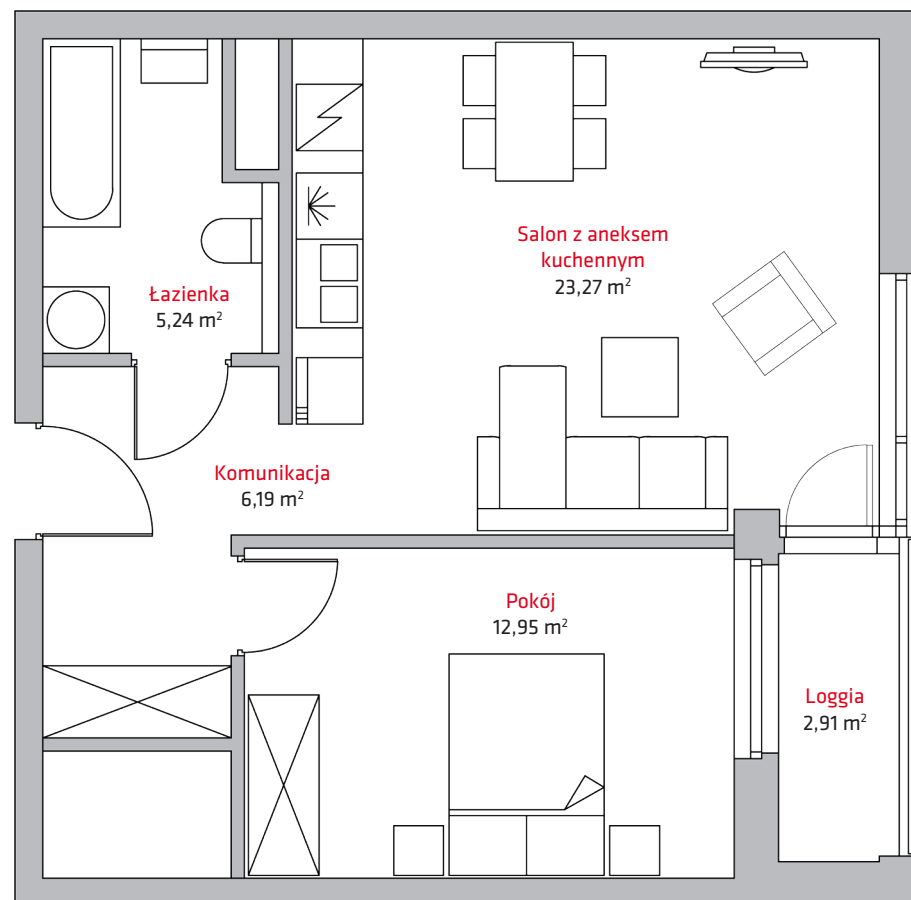 Salon z aneksem
kuchennym
23,27 m²
Łazienka
5,24 m²
Komunikacja
6,19 m²
Pokój
12,95 m²
Loggia
2,91 m²